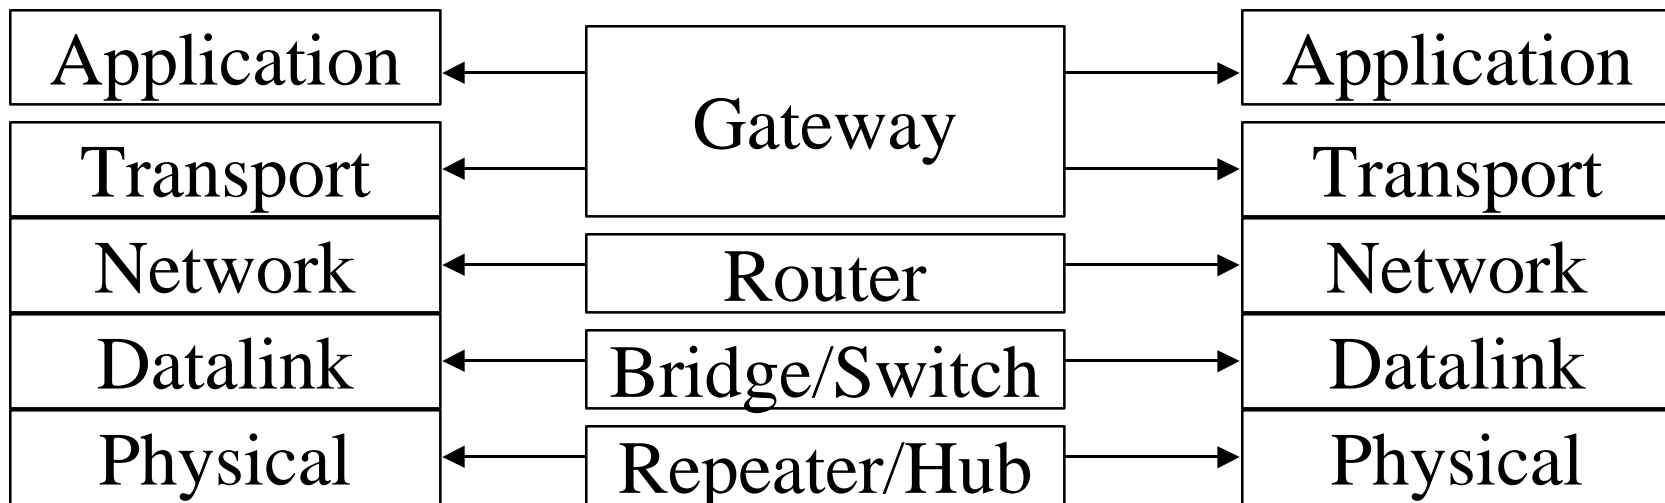 Application
Gateway
Application
Transport
Transport
Network
Router
Network
Datalink
Bridge/Switch
Datalink
Physical
Repeater/Hub
Physical